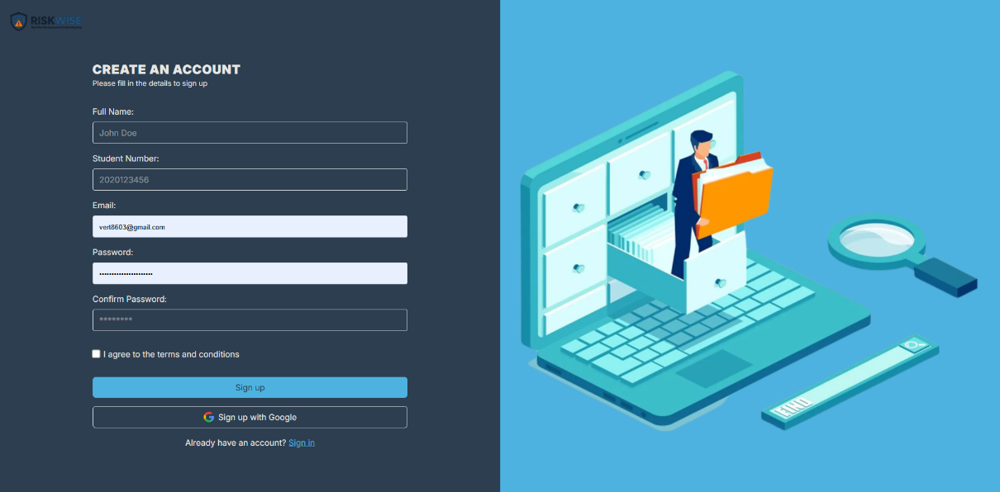 RISKWISE
CREATE AN ACCOUNT
Please fill in the details to sign up
Full Name:
John Doe
Student Number:
2020123456
Email:
vert8603@gmail.com
Password:
Confirm Password:
********
I agree to the terms and conditions
Sign up
Sign up with Google
Already have an account? Sign in
FIND